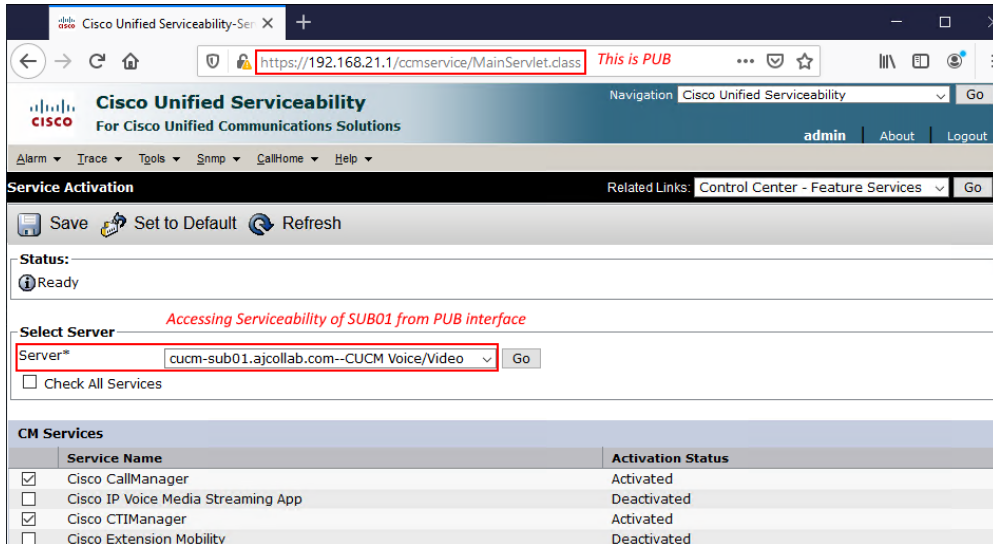 Cisco Unified Serviceability-Ser
https://192.168.21.1/ccmservice/MainServlet.class This is PUB
Cisco Unified Serviceability
For Cisco Unified Communications Solutions
CISCO
Navigation Cisco Unified Serviceability Go
admin About Logout
Alarm Trace Tools Snmp CallHome Help
Service Activation Related Links: Control Center - Feature Services Go
Save Set to Default Refresh
Status:
Ready
Accessing Serviceability of SUB01 from PUB interface
Select Server
Server* cucm-sub01.ajcollab.com--CUCM Voice/Video Go
Check All Services
CM Services
Service Name Activation Status
Cisco CallManager Activated
Cisco IP Voice Media Streaming App Deactivated
Cisco CTIManager Activated
Cisco Extension Mobility Deactivated